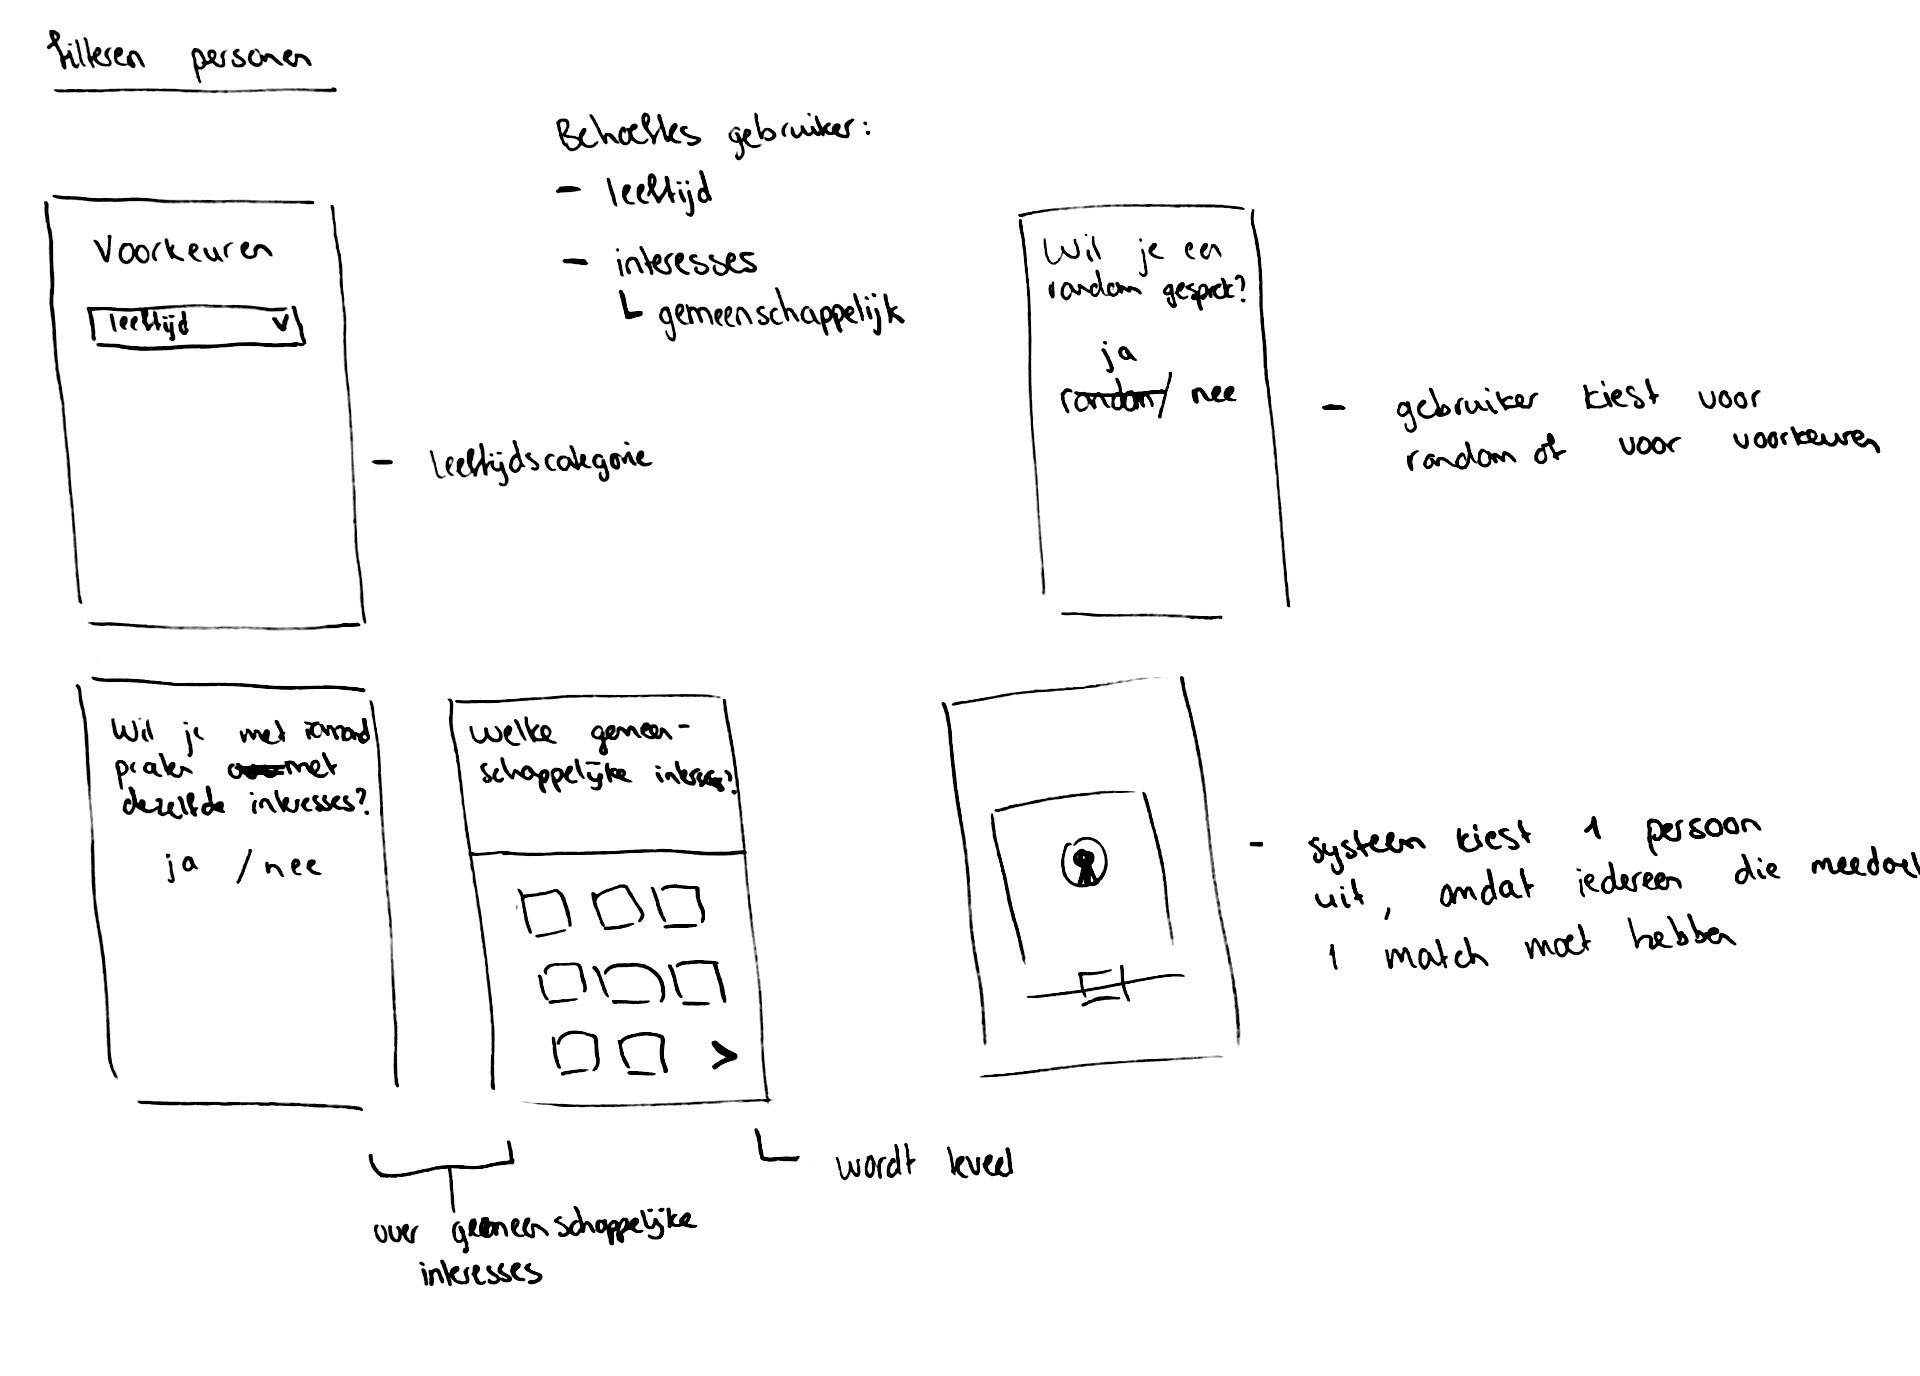 filteren personen
Behoeftes gebruiker:
- leeftijd
- interesses
gemeenschappelijk
Voorkeuren
leeftijd v
- leeftijdscategorie
Wil je een
random gesprek?
ja
random / nee
- gebruiker kiest voor
random of voor voorkeuren
Wil je met iemand
praten met
dezelfde interesses?
ja / nee
welke gemeen-
schappelijke interesses?
>
over gemeenschappelijke
interesses
wordt
- systeem kiest 1 persoon
uit, omdat iedereen die meedoet
1 match moet hebben